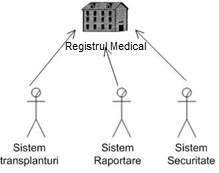 Registrul Medical
Sistem
transplanturi
Sistem
Raportare
Sistem
Securitate